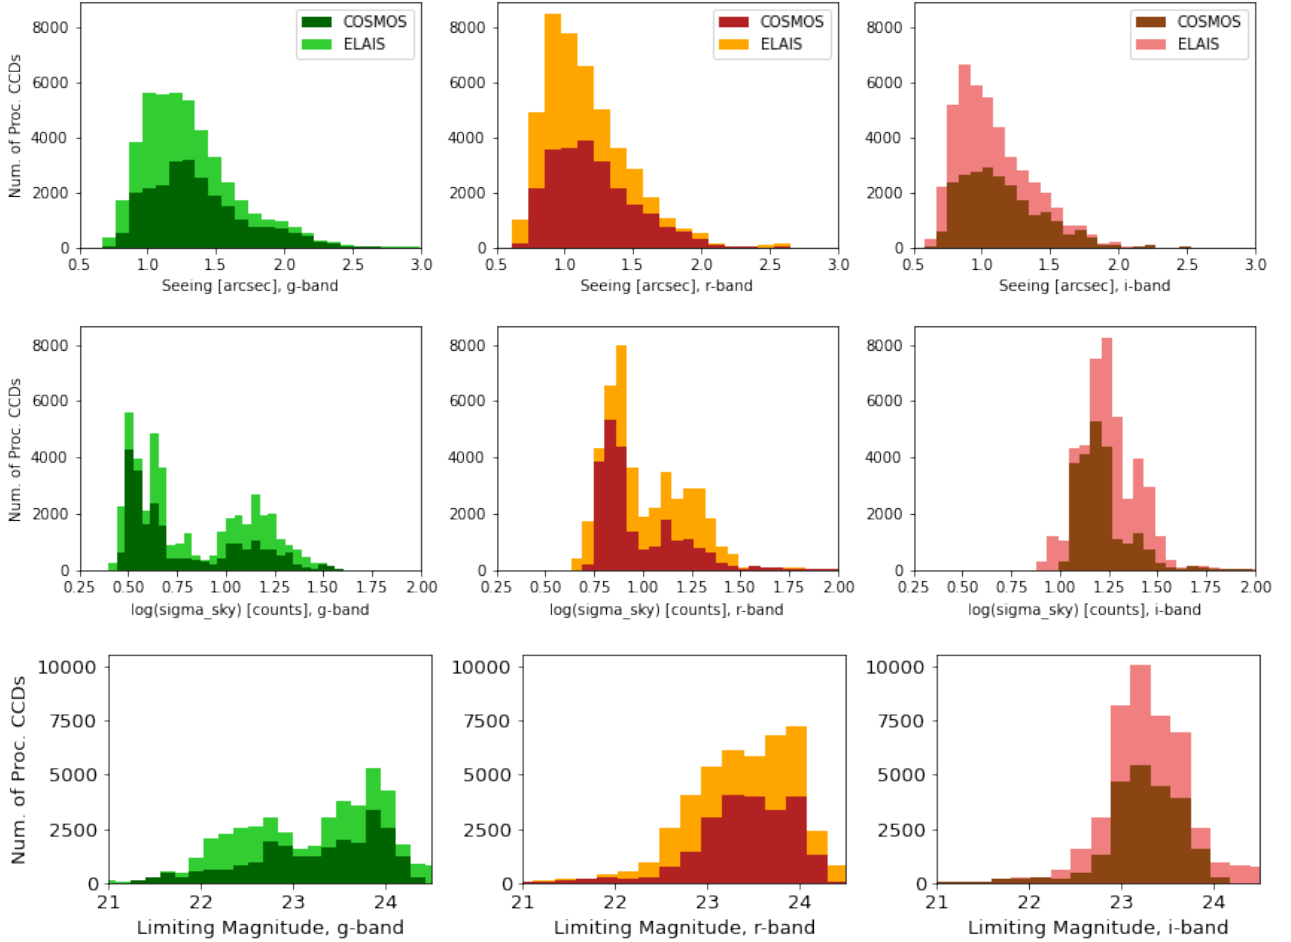 COSMOS
ELAIS
Num. of Proc. CCDs
8000
6000
4000
2000
0
0.5 1.0 1.5 2.0 2.5 3.0
Seeing [arcsec], g-band
COSMOS
ELAIS
8000
6000
4000
2000
0
0.5 1.0 1.5 2.0 2.5 3.0
Seeing [arcsec], r-band
COSMOS
ELAIS
8000
6000
4000
2000
0
0.5 1.0 1.5 2.0 2.5 3.0
Seeing [arcsec], i-band
Num. of Proc. CCDs
8000
6000
4000
2000
0
0.25 0.50 0.75 1.00 1.25 1.50 1.75 2.00
log(sigma_sky) [counts], g-band
8000
6000
4000
2000
0
0.25 0.50 0.75 1.00 1.25 1.50 1.75 2.00
log(sigma_sky) [counts], r-band
8000
6000
4000
2000
0
0.25 0.50 0.75 1.00 1.25 1.50 1.75 2.00
log(sigma_sky) [counts], i-band
Num. of Proc. CCDs
10000
7500
5000
2500
0
21 22 23 24
Limiting Magnitude, g-band
10000
7500
5000
2500
0
21 22 23 24
Limiting Magnitude, r-band
10000
7500
5000
2500
0
21 22 23 24
Limiting Magnitude, i-band